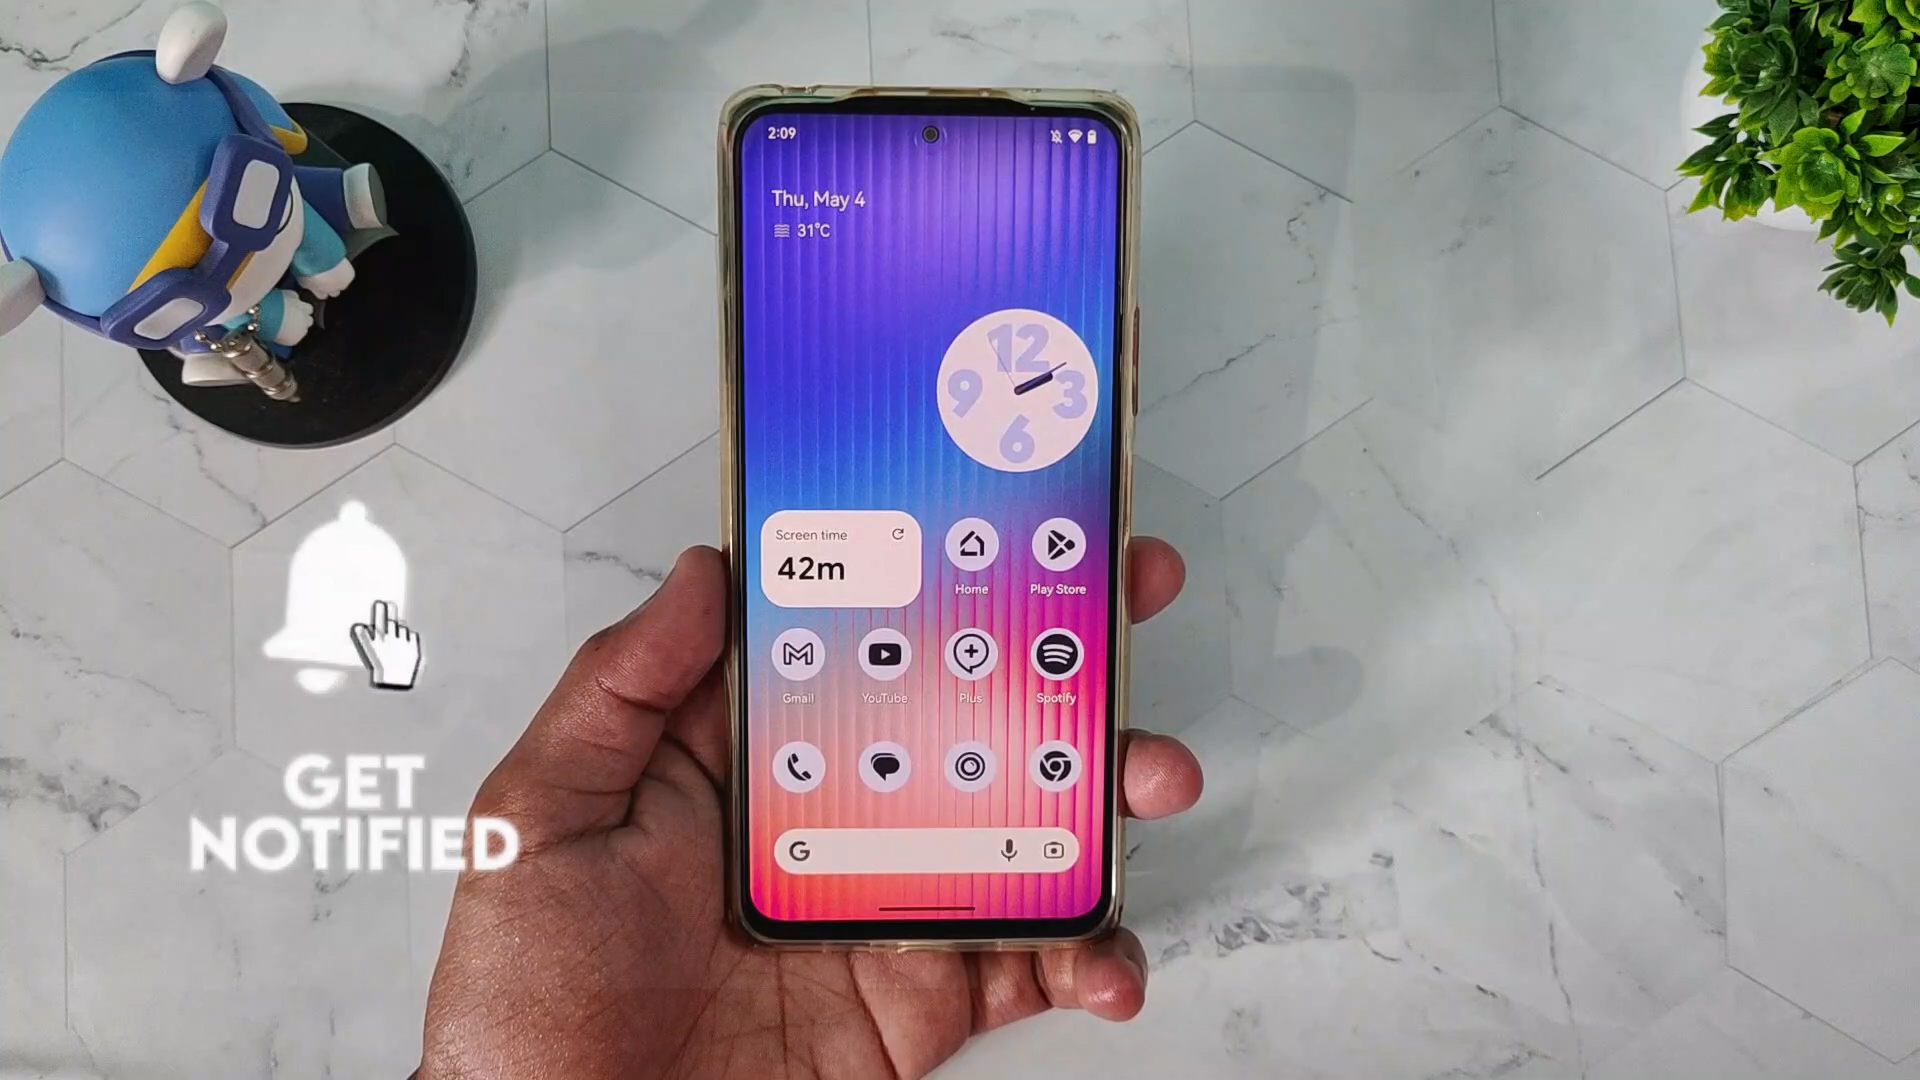 2:09
Thu, May 4
31°C
12
9
3
6
Screen time
42m
Home
Play Store
Gmail
YouTube
Plus
Spotify
G
GET
NOTIFIED